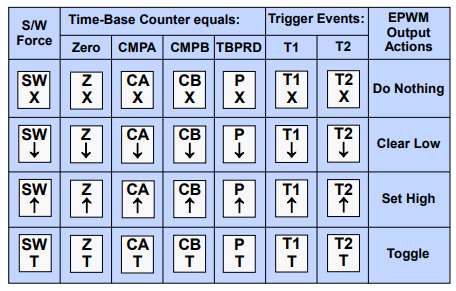 S/W Force Time-Base Counter equals: Trigger Events: EPWM Output Actions
Zero CMPA CMPB TBPRD T1 T2
SW Z CA CB P T1 T2
X X X X X X X Do Nothing
SW Z CA CB P T1 T2
↓ ↓ ↓ ↓ ↓ ↓ ↓ Clear Low
SW Z CA CB P T1 T2
↑ ↑ ↑ ↑ ↑ ↑ ↑ Set High
SW Z CA CB P T1 T2
T T T T T T T Toggle